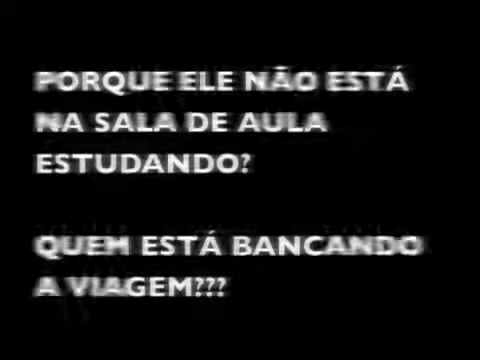 PORQUE ELE NÃO ESTÁ
NA SALA DE AULA
ESTUDANDO?
QUEM ESTÁ BANCANDO
A VIAGEM???